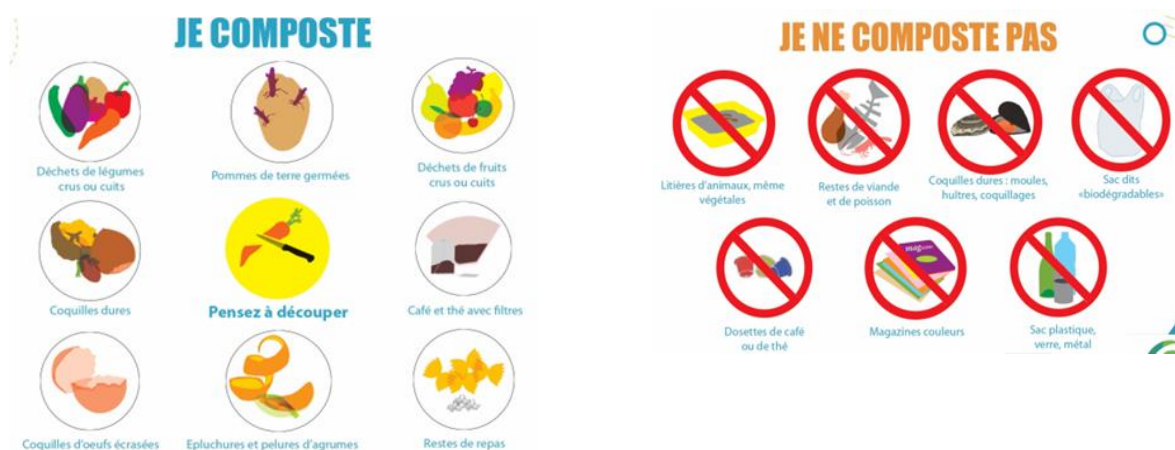 JE COMPOSTE
Déchets de légumes
crus ou cuits
Pommes de terre germées
Déchets de fruits
crus ou cuits
Coquilles dures
Pensez à découper
Café et thé avec filtres
Coquilles d'oeufs écrasées
Epluchures et pelures d'agrumes
Restes de repas
JE NE COMPOSTE PAS
Litières d'animaux, même
végétales
Restes de viande
et de poisson
Coquilles dures : moules,
huîtres, coquillages
Sac dits
«biodégradables»
mag
Dosettes de café
ou de thé
Magazines couleurs
Sac plastique,
verre, métal